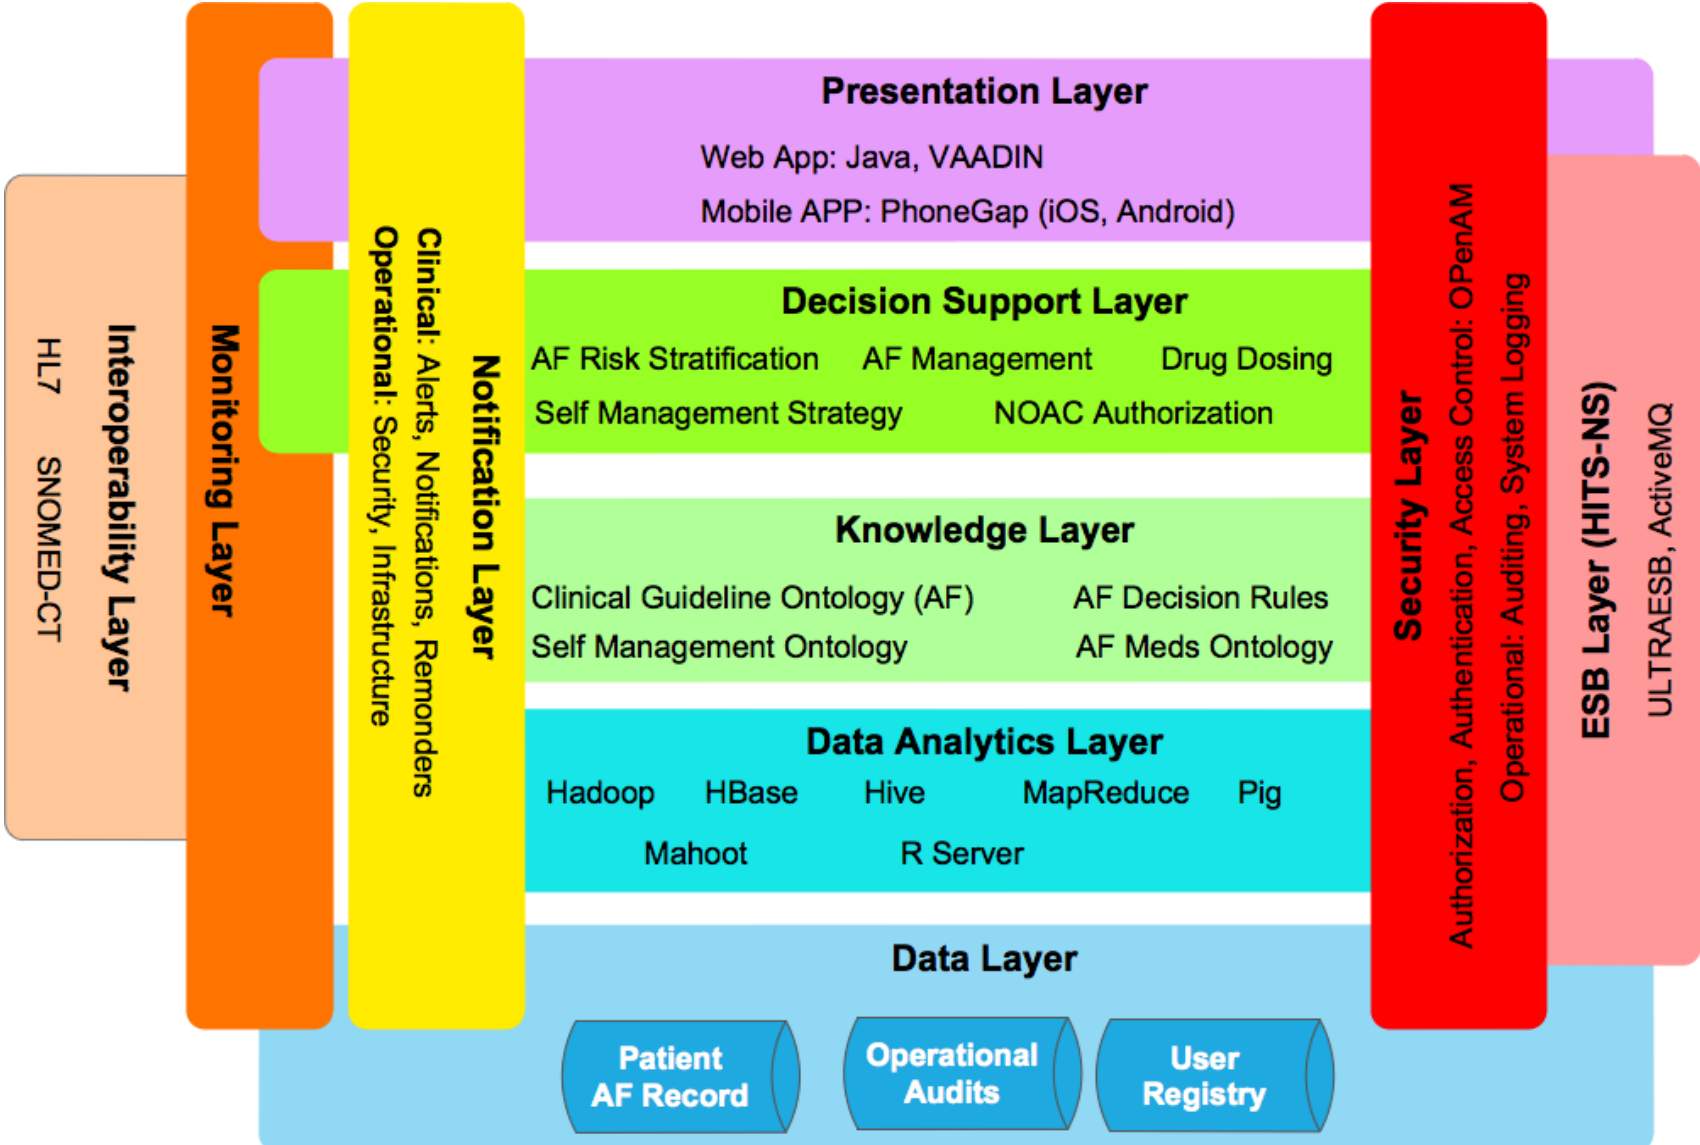 Presentation Layer
Web App: Java, VAADIN
Mobile APP: PhoneGap (iOS, Android)
Decision Support Layer
AF Risk Stratification AF Management Drug Dosing
Self Management Strategy NOAC Authorization
Knowledge Layer
Clinical Guideline Ontology (AF) AF Decision Rules
Self Management Ontology AF Meds Ontology
Data Analytics Layer
Hadoop HBase Hive MapReduce Pig
Mahoot R Server
Data Layer
Patient
AF Record
Operational
Audits
User
Registry
Interoperability Layer
HL7 SNOMED-CT
Monitoring Layer
Notification Layer
Clinical: Alerts, Notifications, Remonders
Operational: Security, Infrastructure
Security Layer
Authorization, Authentication, Access Control: OPenAM
Operational: Auditing, System Logging
ESB Layer (HITS-NS)
ULTRAESB, ActiveMQ